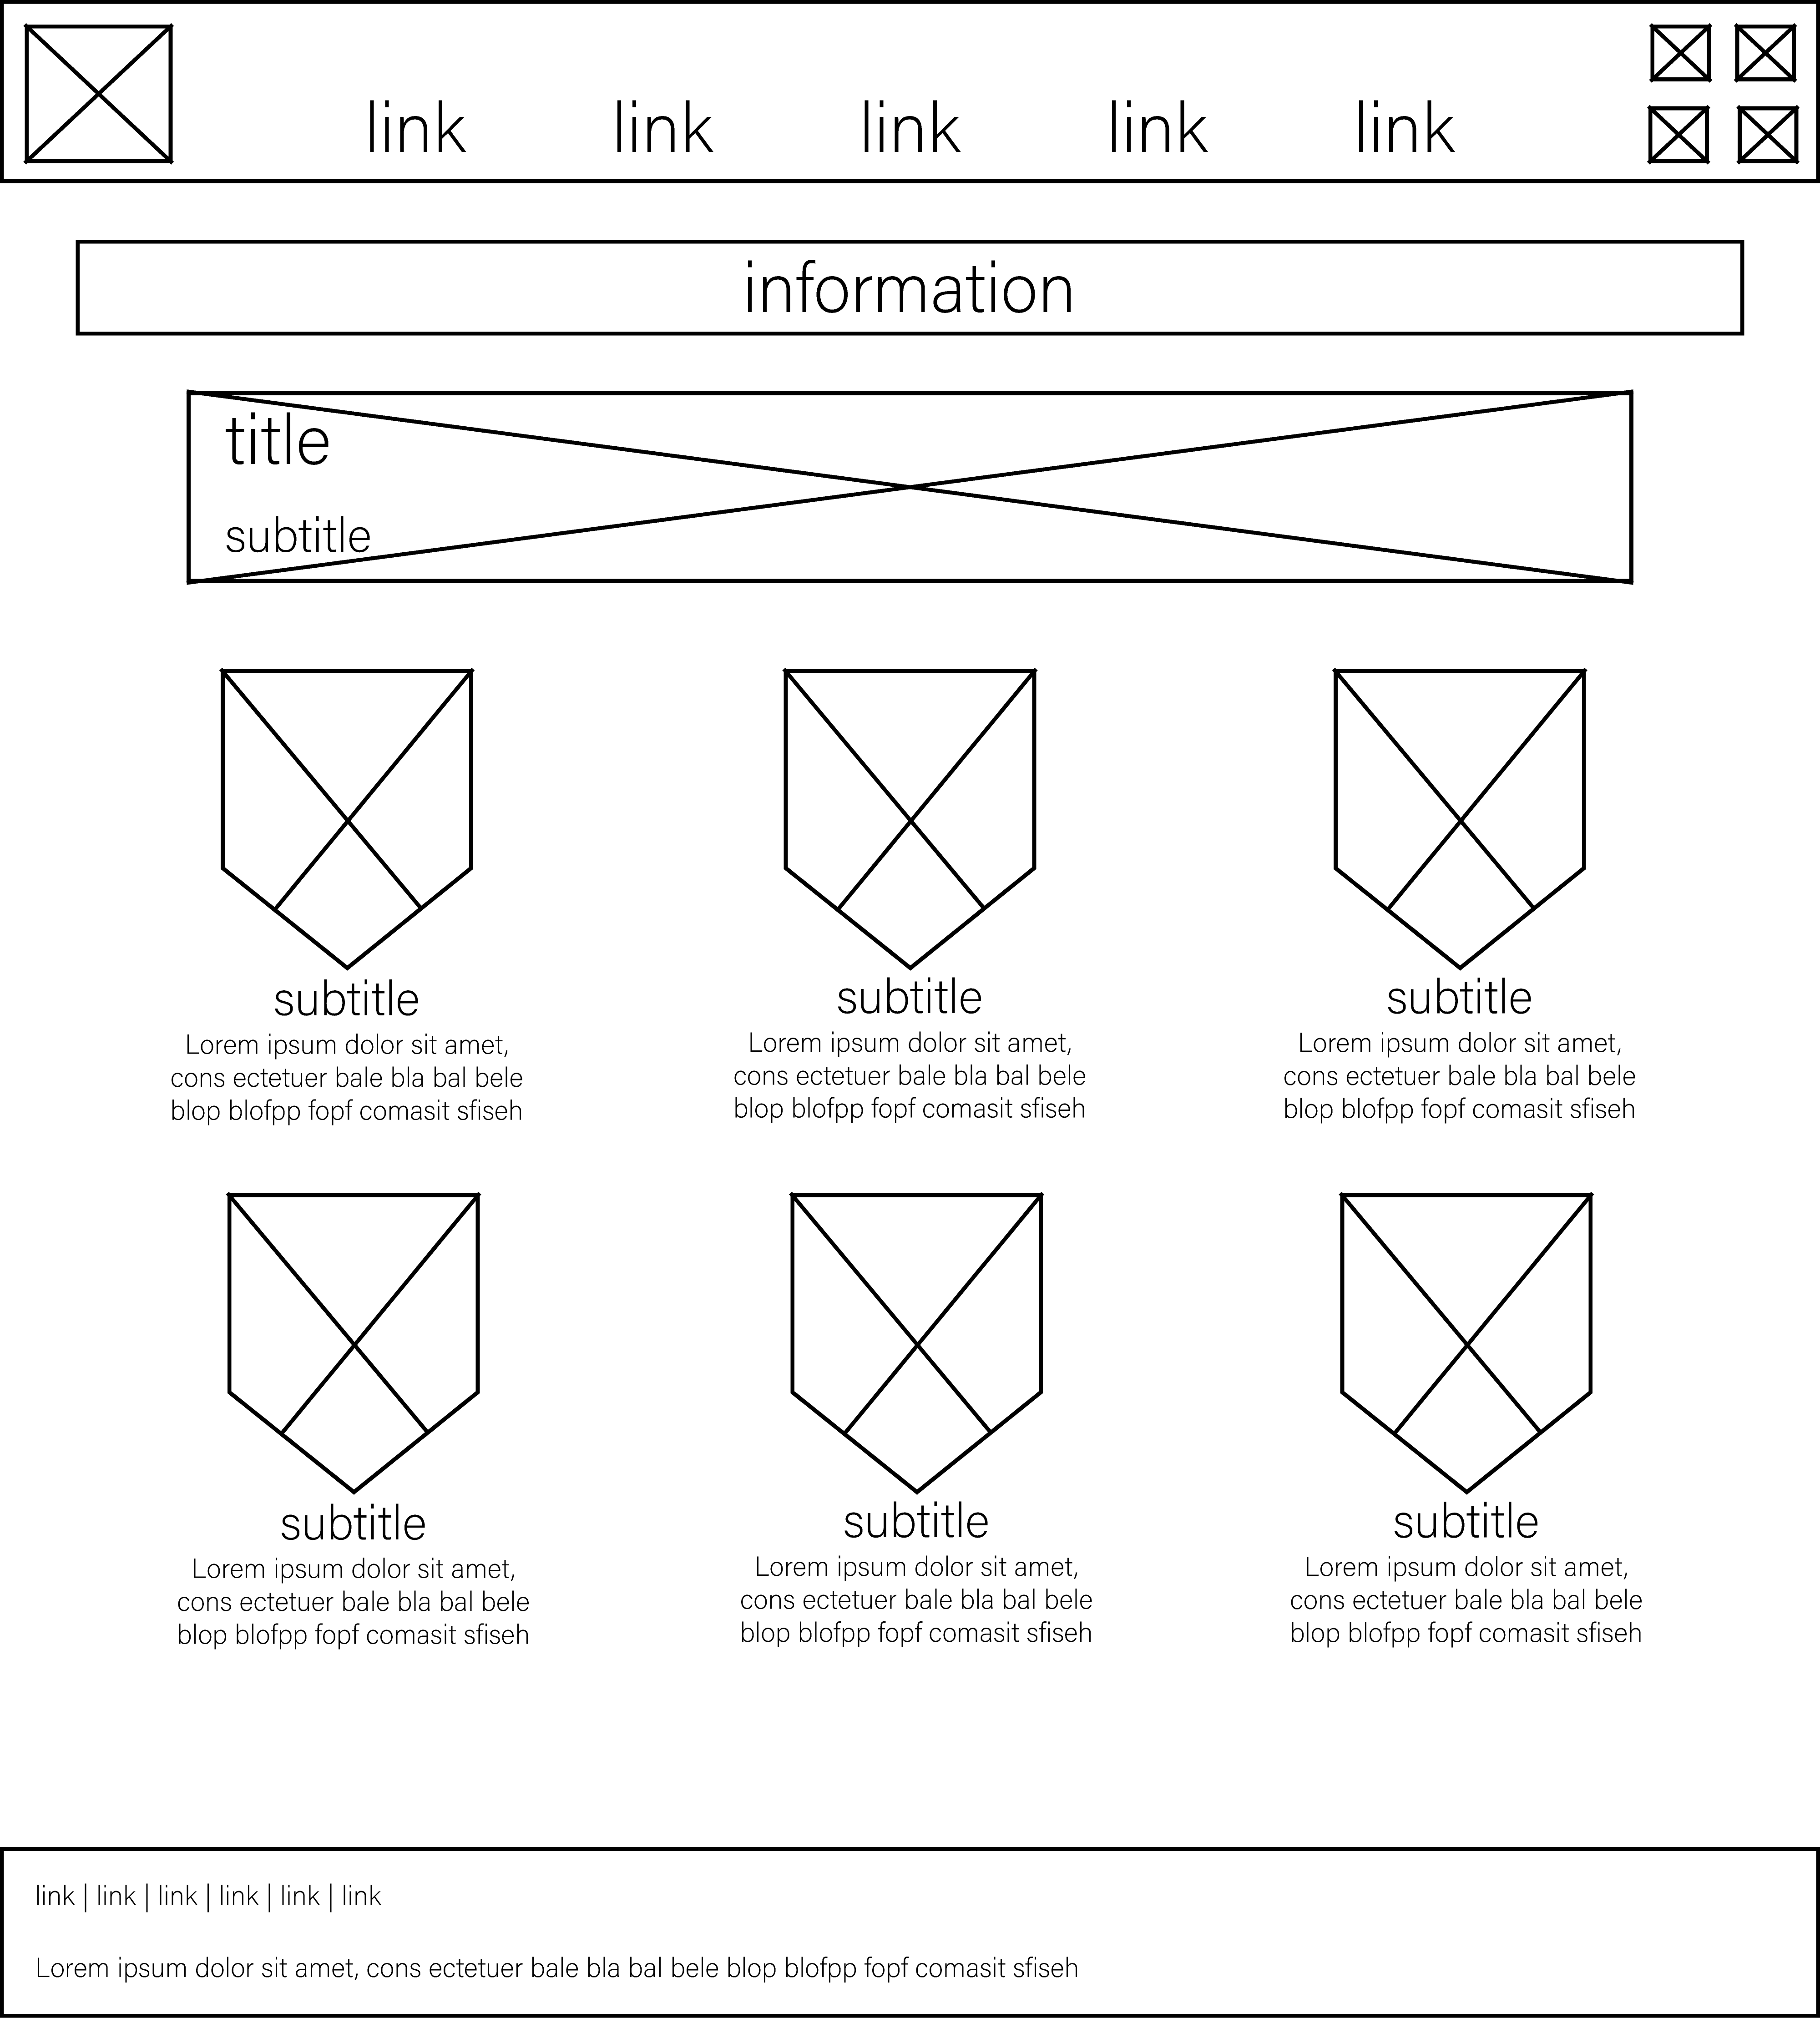 link link link link link
information
title
subtitle
subtitle subtitle subtitle
Lorem ipsum dolor sit amet, Lorem ipsum dolor sit amet, Lorem ipsum dolor sit amet,
cons ectetuer bale bla bal bele cons ectetuer bale bla bal bele cons ectetuer bale bla bal bele
blop blofpp fopf comasit sfiseh blop blofpp fopf comasit sfiseh blop blofpp fopf comasit sfiseh
subtitle subtitle subtitle
Lorem ipsum dolor sit amet, Lorem ipsum dolor sit amet, Lorem ipsum dolor sit amet,
cons ectetuer bale bla bal bele cons ectetuer bale bla bal bele cons ectetuer bale bla bal bele
blop blofpp fopf comasit sfiseh blop blofpp fopf comasit sfiseh blop blofpp fopf comasit sfiseh
link | link | link | link | link | link
Lorem ipsum dolor sit amet, cons ectetuer bale bla bal bele blop blofpp fopf comasit sfiseh